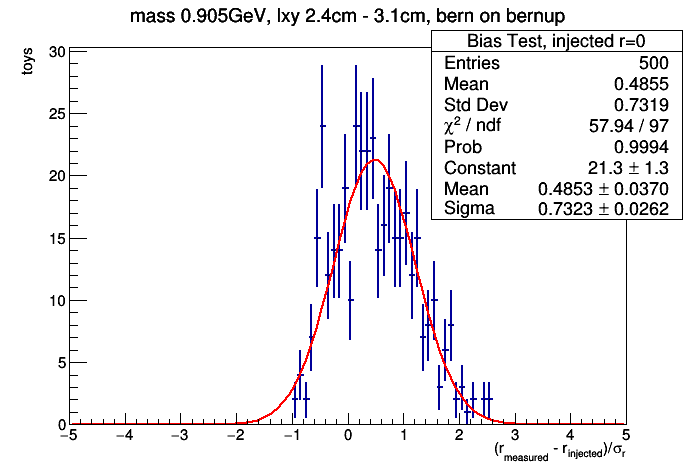 mass 0.905GeV, lxy 2.4cm - 3.1cm, bern on bernup
Bias Test, injected r=0
Entries 500
Mean 0.4855
Std Dev 0.7319
χ² / ndf 57.94 / 97
Prob 0.9994
Constant 21.3 ± 1.3
Mean 0.4853 ± 0.0370
Sigma 0.7323 ± 0.0262
toys
30
25
20
15
10
5
0
−5 −4 −3 −2 −1 0 1 2 3 4 5
(r_measured - r_injected)/σ_r